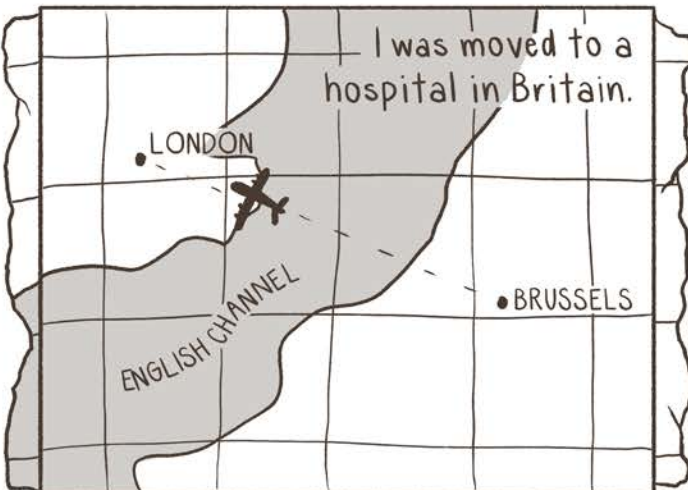 I was moved to a
hospital in Britain.
LONDON
BRUSSELS
ENGLISH CHANNEL